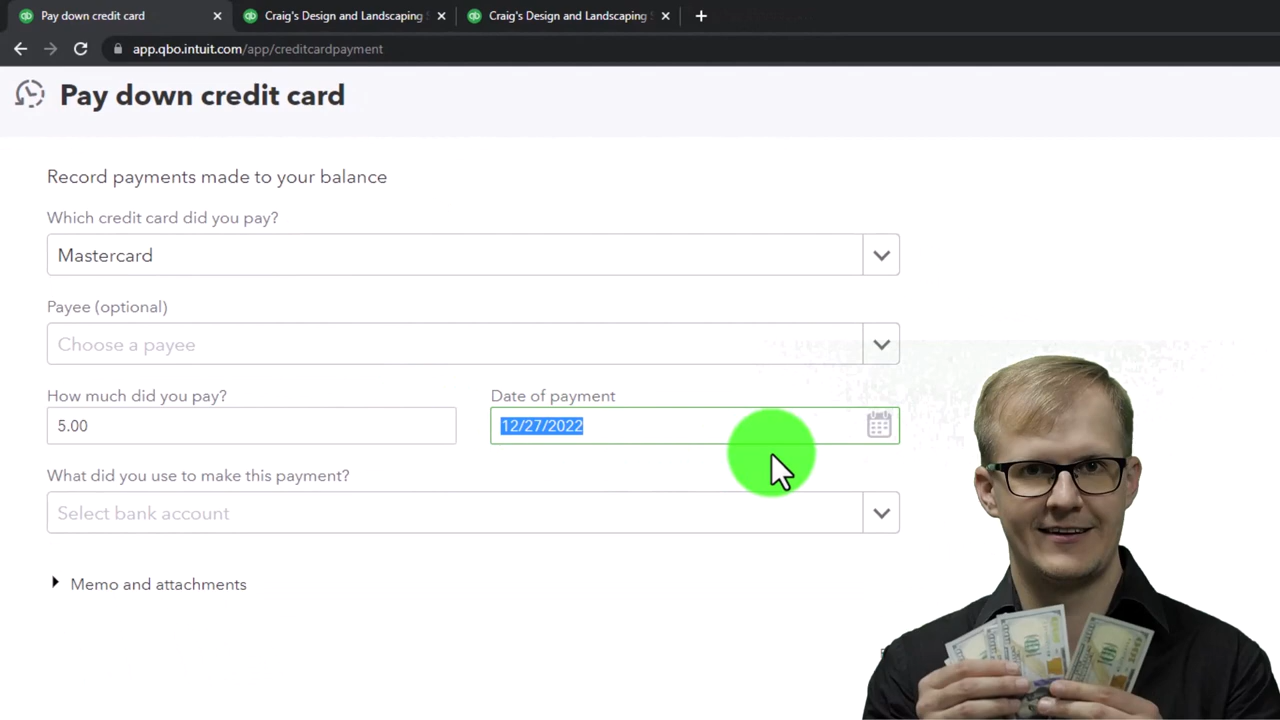 Pay down credit card
Craig's Design and Landscaping
Craig's Design and Landscaping
app.qbo.intuit.com/app/creditcardpayment
Pay down credit card
Record payments made to your balance
Which credit card did you pay?
Mastercard
Payee (optional)
Choose a payee
How much did you pay?
Date of payment
5.00
12/27/2022
What did you use to make this payment?
Select bank account
Memo and attachments